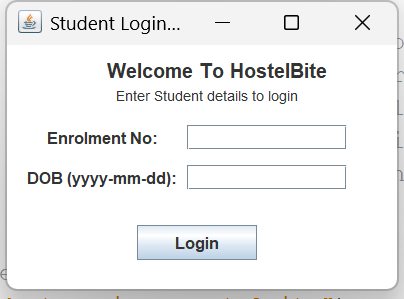 Student Login...
Welcome To HostelBite
Enter Student details to login
Enrolment No:
DOB (yyyy-mm-dd):
Login